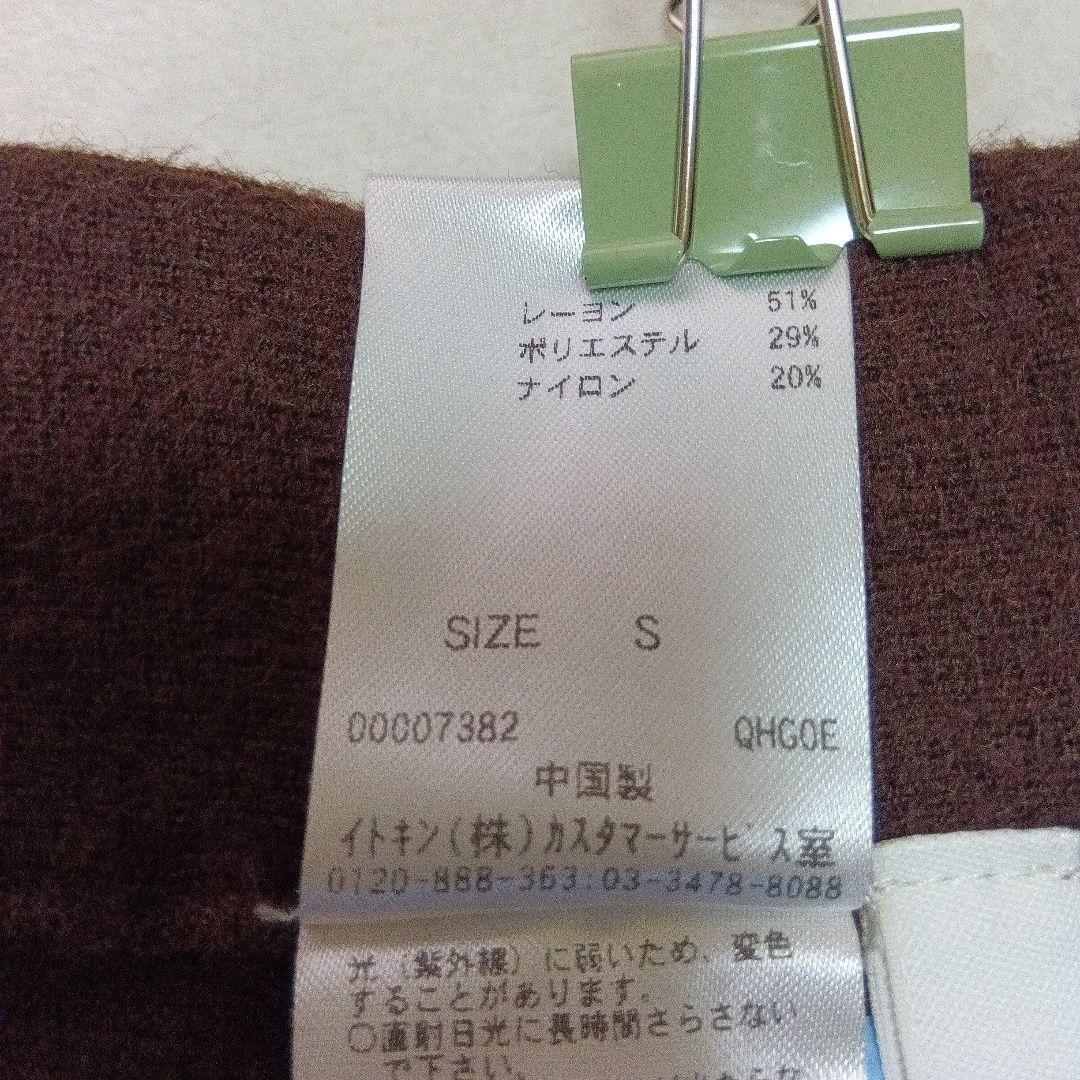 レーヨン 51%
ポリエステル 29%
ナイロン 20%
SIZE S
00007382 QHG0E
中国製
イトキン(株)カスタマーサービス室
0120-888-363:03-3478-8088
光(紫外線)に弱いため、変色
することがあります。
○直射日光に長時間さらさない
で下さい。